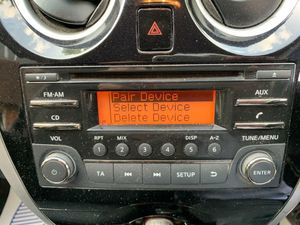 FM-AM
CD
VOL
Pair Device
Select Device
Delete Device
AUX
RPT MIX DISP A-Z
1 2 3 4 5 6
TUNE/MENU
TA
SETUP
ENTER